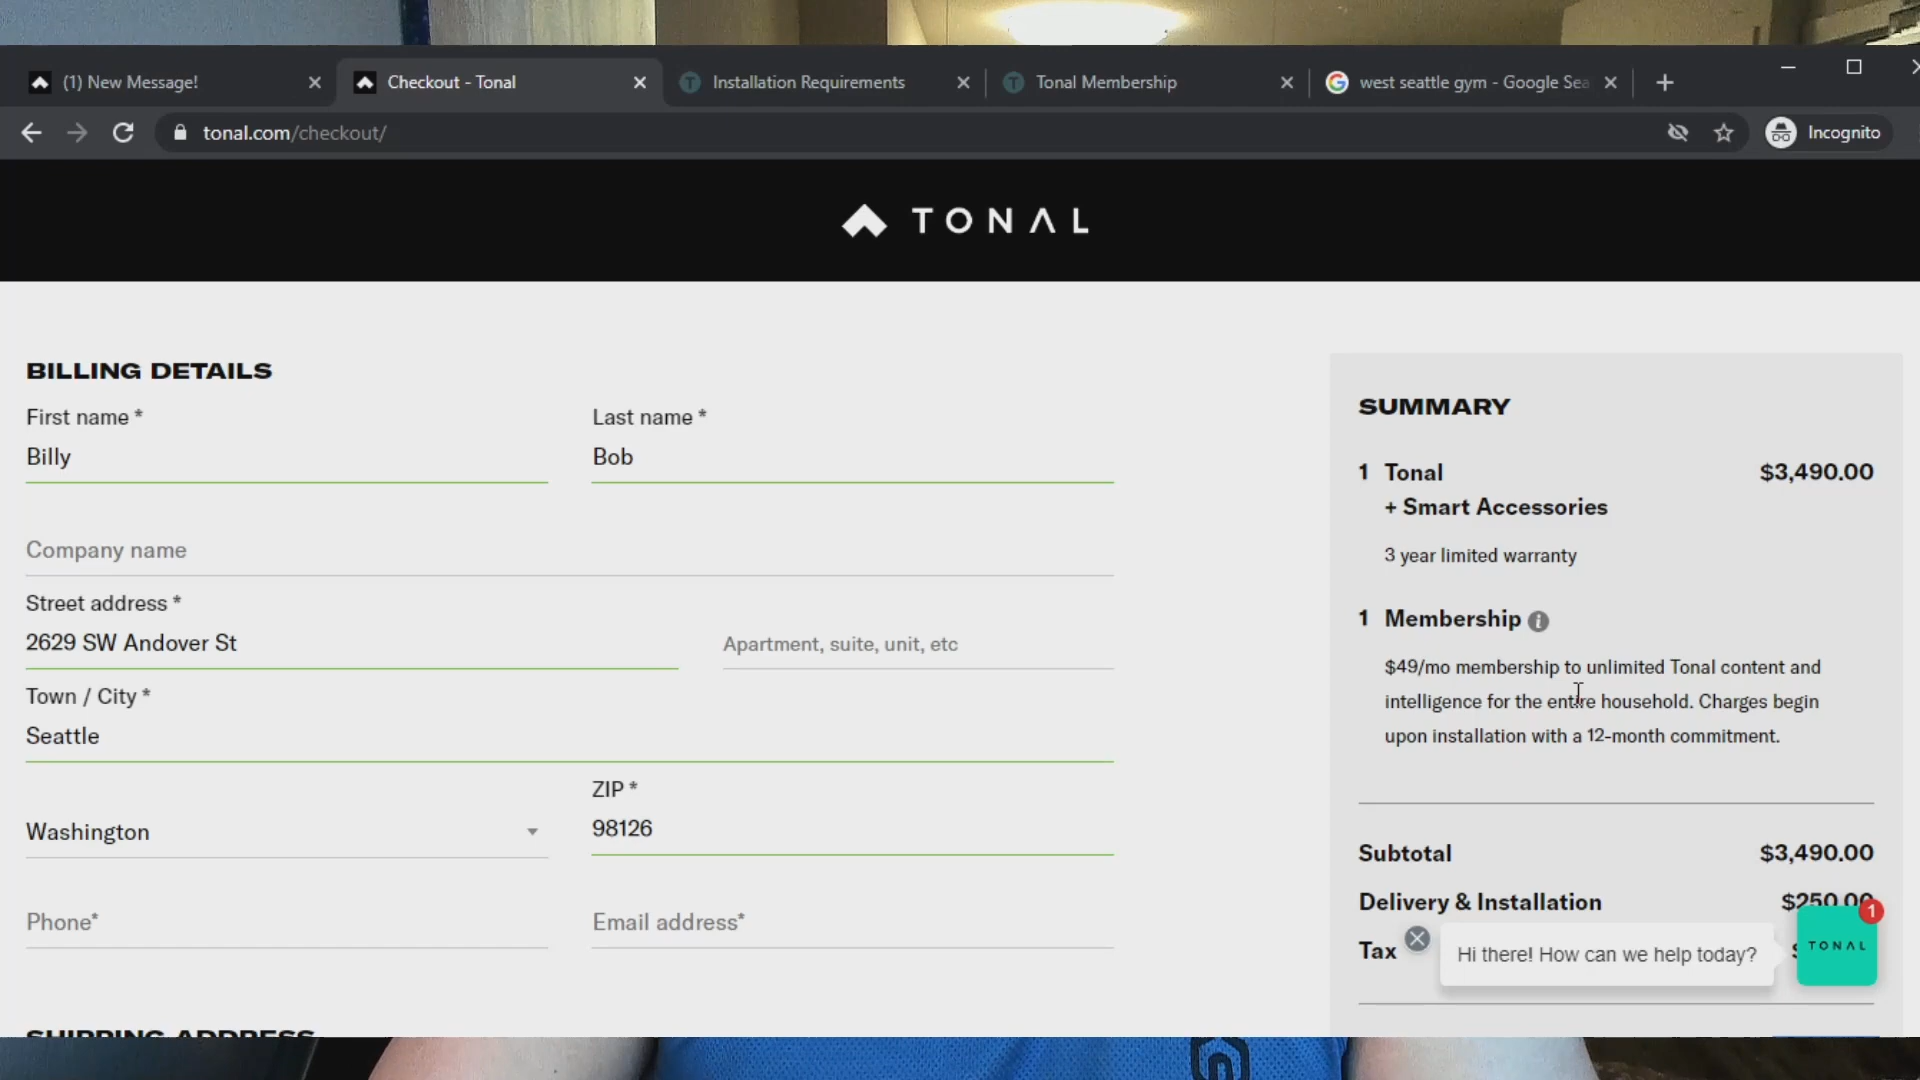 (1) New Message!
Checkout - Tonal
Installation Requirements
Tonal Membership
west seattle gym - Google Sea
tonal.com/checkout/
Incognito
TONAL
BILLING DETAILS
First name *
Last name *
Billy
Bob
Company name
Street address *
2629 SW Andover St
Apartment, suite, unit, etc
Town / City *
Seattle
Washington
ZIP *
98126
Phone*
Email address*
SHIPPING ADDRESS
SUMMARY
1 Tonal $3,490.00
+ Smart Accessories
3 year limited warranty
1 Membership
$49/mo membership to unlimited Tonal content and
intelligence for the entire household. Charges begin
upon installation with a 12-month commitment.
Subtotal $3,490.00
Delivery & Installation $250.00
Tax
Hi there! How can we help today?
TONAL
1